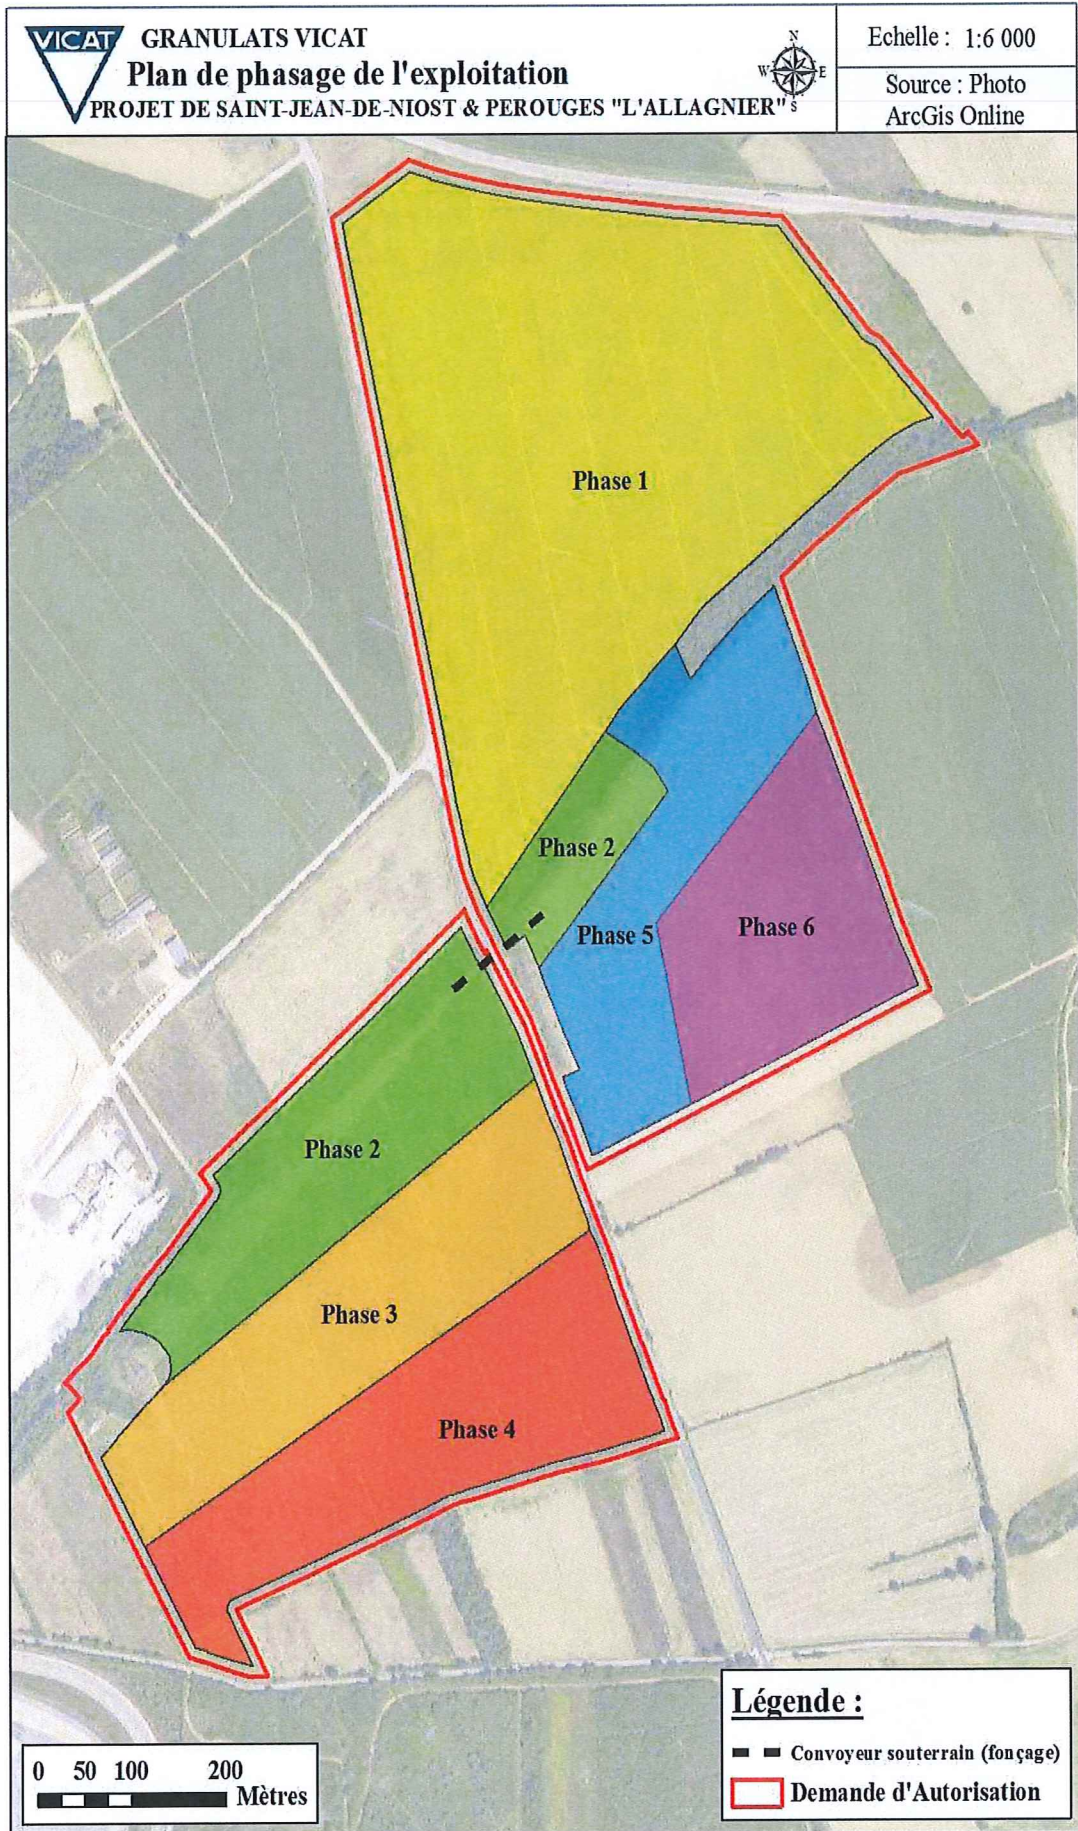 VICAT
GRANULATS VICAT
Plan de phasage de l'exploitation
PROJET DE SAINT-JEAN-DE-NIOST & PEROUGES "L'ALLAGNIER"
N
W E
S
Echelle : 1:6 000
Source : Photo
ArcGis Online
Phase 1
Phase 2
Phase 5
Phase 6
Phase 2
Phase 3
Phase 4
Légende :
Convoyeur souterrain (fonçage)
Demande d'Autorisation
0 50 100 200
Mètres